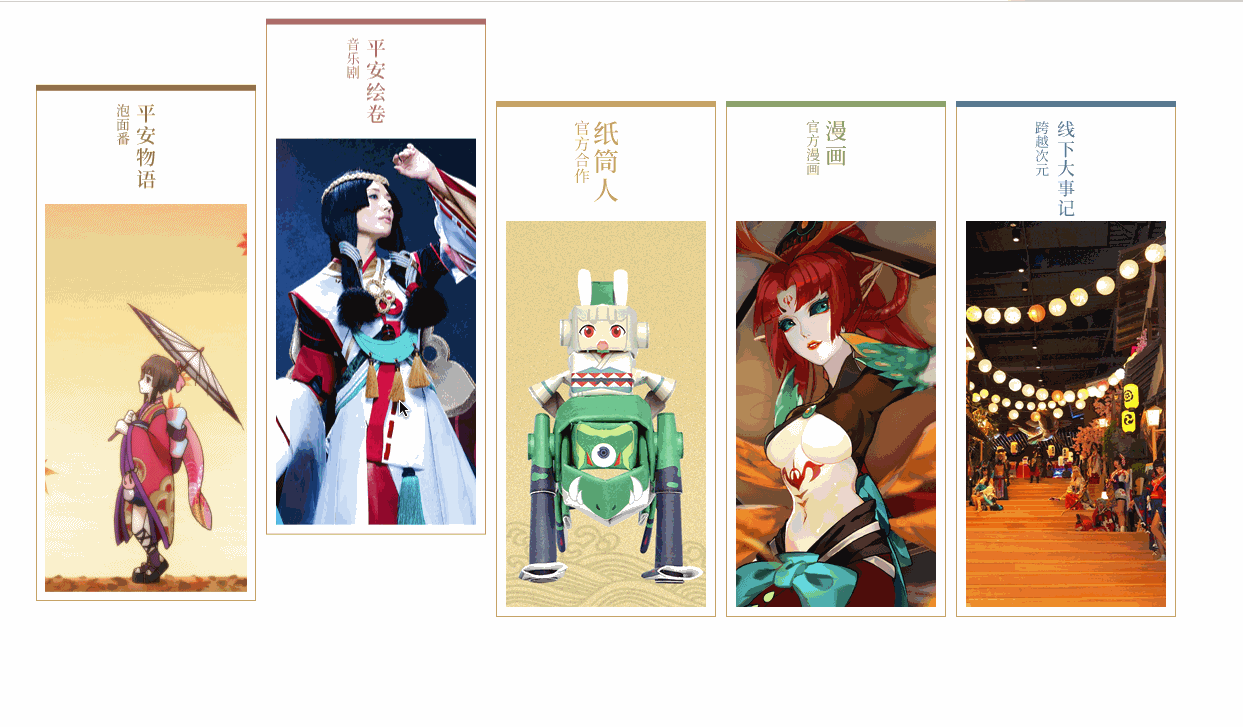 平安物语
泡面番
平安绘卷
音乐剧
纸筒人
官方合作
漫画
官方漫画
线下大事记
跨越次元